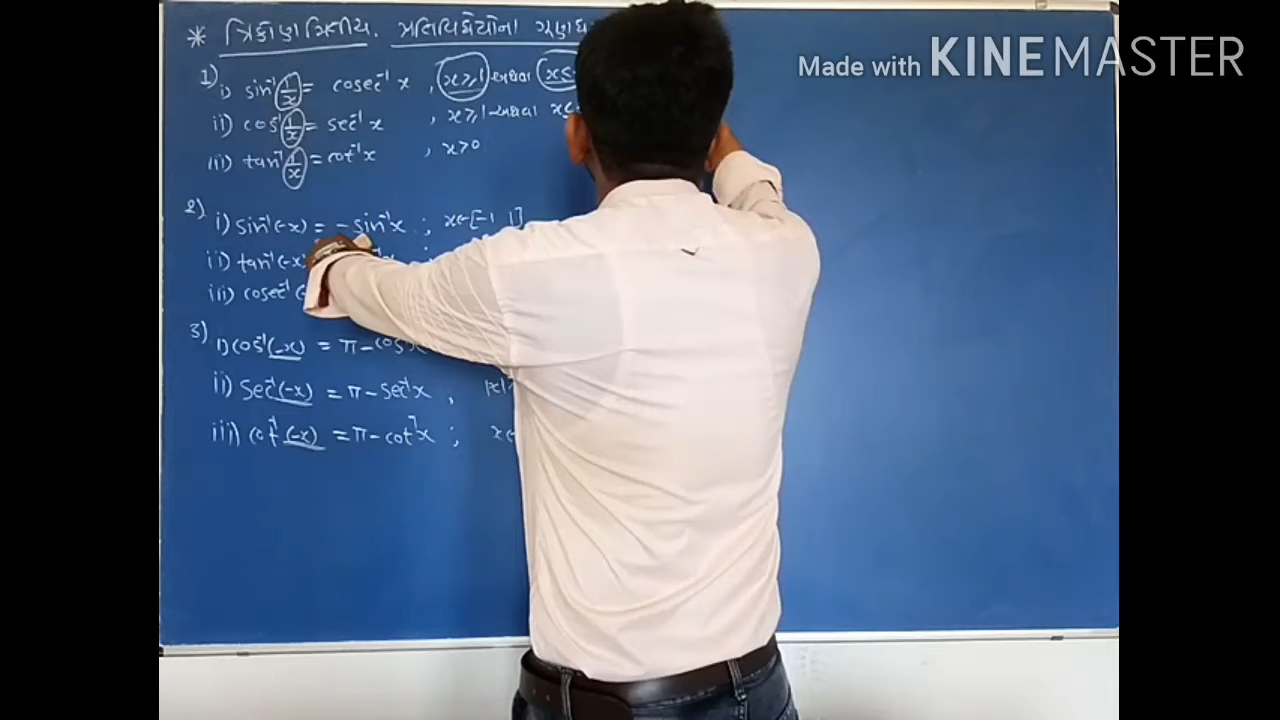 * ત્રિકોણમિતીય પ્રતિવિધેયોના
1) i) sin⁻¹ 1/x = cosec⁻¹ x , x≥1 અથવા x≤
ii) cos⁻¹ 1/x = sec⁻¹ x , x≥1 અથવા x≤
iii) tan⁻¹ 1/x = cot⁻¹ x , x>0
2) i) sin⁻¹(-x) = -sin⁻¹x ; x∈[-1 1]
ii) tan⁻¹(-x)
iii) cosec⁻¹
3) i) cos⁻¹(-x) = π-cos⁻¹x
ii) sec⁻¹(-x) = π-sec⁻¹x ,
iii) cot⁻¹(-x) = π-cot⁻¹x ; x∈
Made with KINEMASTER